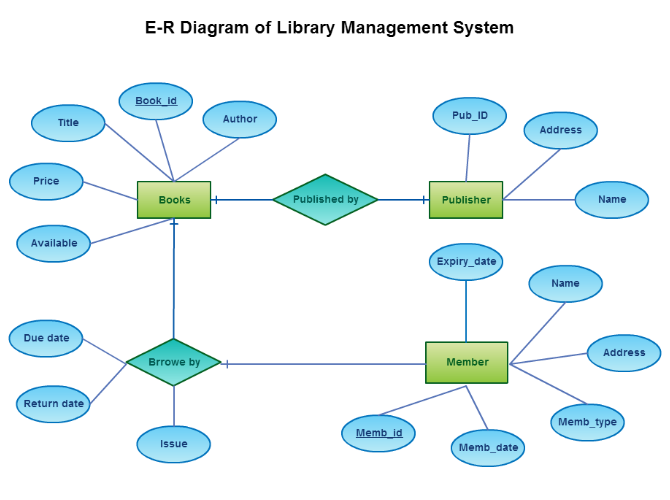 E-R Diagram of Library Management System
Book_id
Title
Author
Pub_ID
Address
Price
Books
Published by
Publisher
Name
Available
Expiry_date
Name
Due date
Brrowe by
Member
Address
Return date
Issue
Memb_id
Memb_date
Memb_type